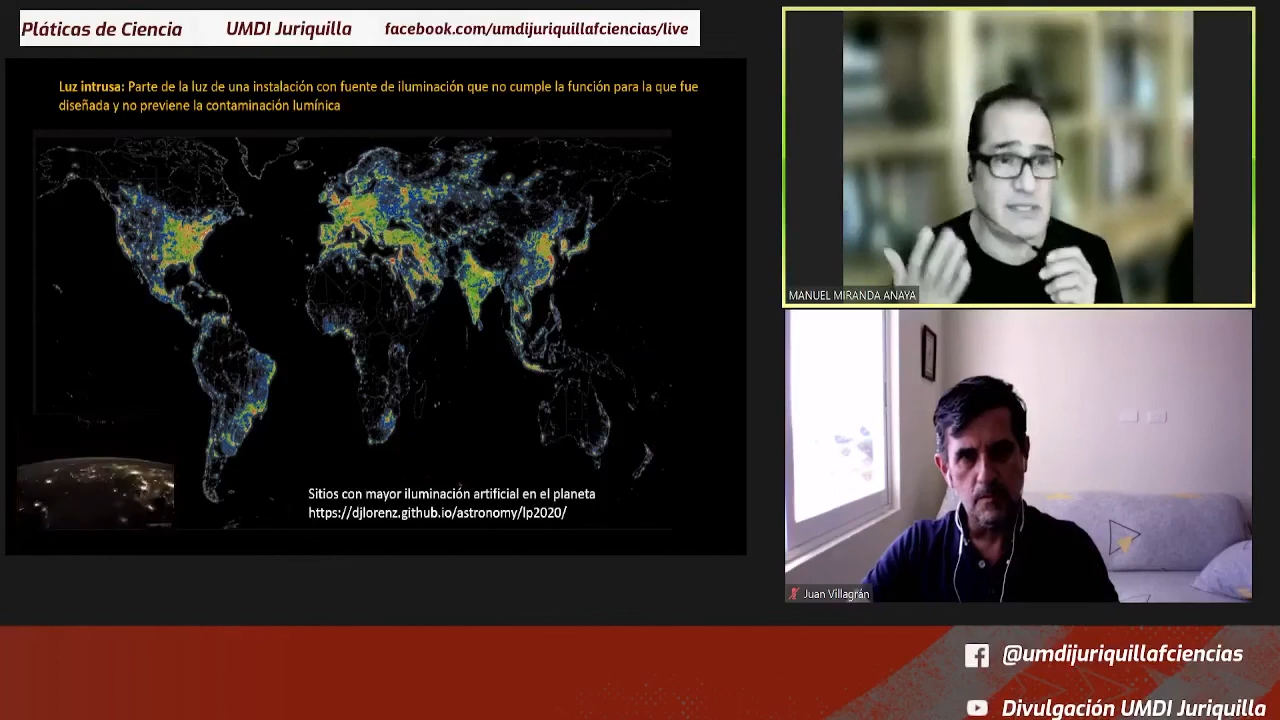 Pláticas de Ciencia UMDI Juriquilla facebook.com/umdijuriquillafciencias/live
Luz intrusa: Parte de la luz de una instalación con fuente de iluminación que no cumple la función para la que fue
diseñada y no previene la contaminación lumínica
Sitios con mayor iluminación artificial en el planeta
https://djlorenz.github.io/astronomy/lp2020/
MANUEL MIRANDA ANAYA
Juan Villagrán
@umdijuriquillafciencias
Divulgación UMDI Juriquilla